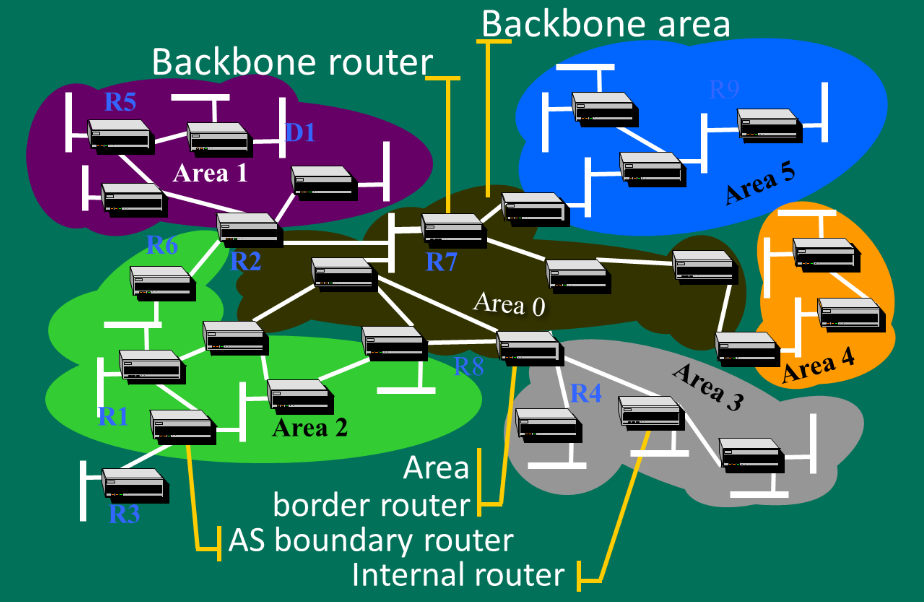 Backbone area
Backbone router
R5
R9
D1
Area 1
Area 5
R6
R2
R7
Area 0
Area 4
R8
Area 3
R4
R1
Area 2
Area
border router
R3
AS boundary router
Internal router